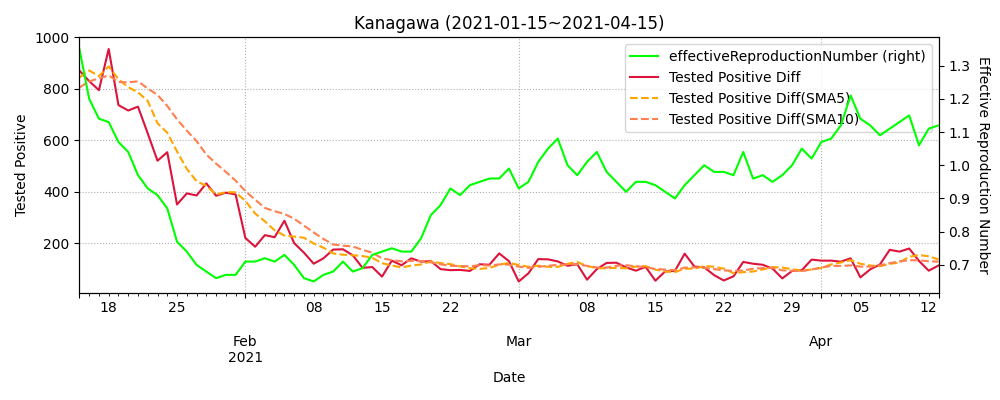 Kanagawa (2021-01-15~2021-04-15)
effectiveReproductionNumber (right)
Tested Positive Diff
Tested Positive Diff(SMA5)
Tested Positive Diff(SMA10)
Tested Positive
1000
800
600
400
200
Effective Reproduction Number
1.3
1.2
1.1
1.0
0.9
0.8
0.7
18 25 08 15 22 08 15 22 29 05 12
Feb Mar Apr
2021
Date